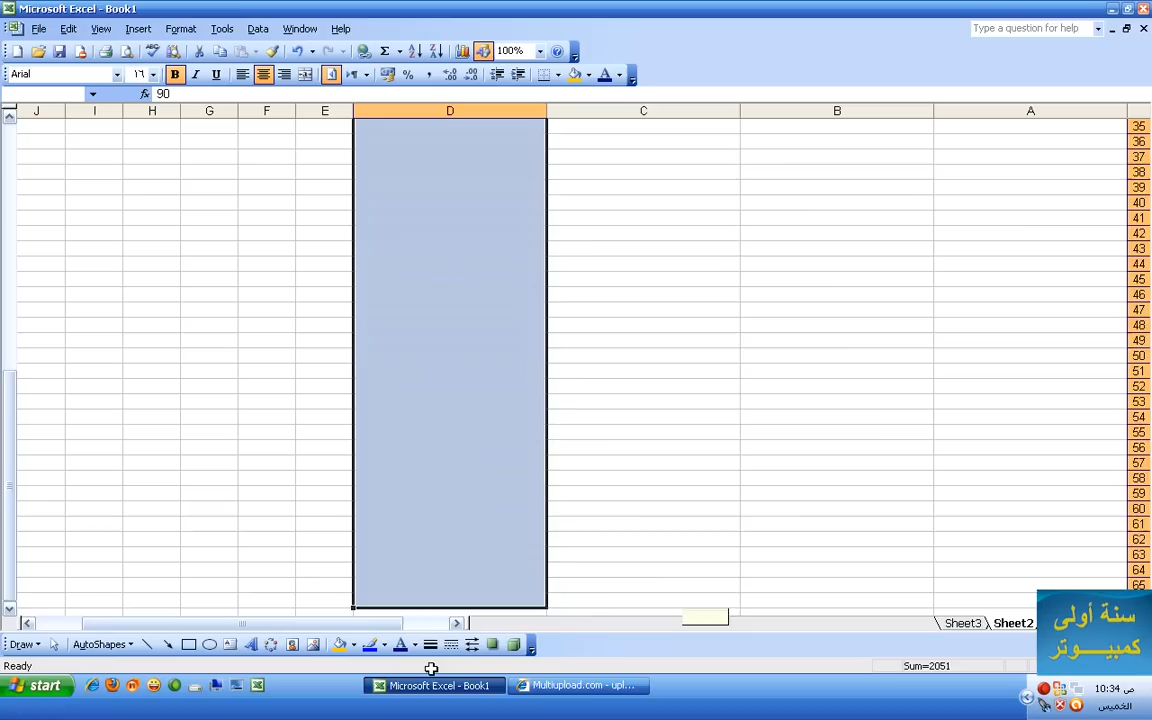 Microsoft Excel - Book1
File Edit View Insert Format Tools Data Window Help
Type a question for help
100%
Arial ١٦ B I U
fx 90
J I H G F E D C B A
35
36
37
38
39
40
41
42
43
44
45
46
47
48
49
50
51
52
53
54
55
56
57
58
59
60
61
62
63
64
65
Sheet3 Sheet2
سنة أولى
كمبيوتر
Draw AutoShapes
Ready
Sum=2051
start
Microsoft Excel - Book1
Multiupload.com - upl...
10:34 ص
الخميس